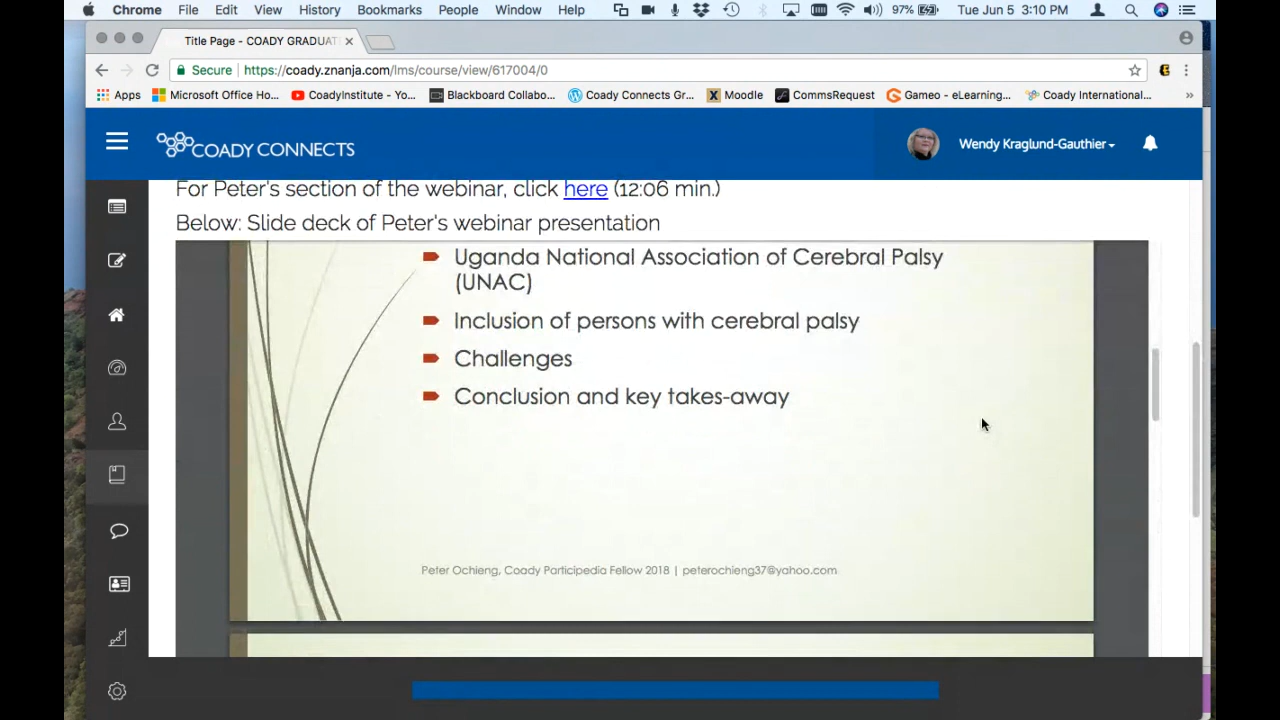 Chrome File Edit View History Bookmarks People Window Help 97% Tue Jun 5 3:10 PM
Title Page - COADY GRADUAT
Secure https://coady.znanja.com/lms/course/view/617004/0
Apps Microsoft Office Ho... CoadyInstitute - Yo... Blackboard Collabo... Coady Connects Gr... Moodle CommsRequest Gameo - eLearning... Coady International... »
COADY CONNECTS Wendy Kraglund-Gauthier
For Peter's section of the webinar, click here (12:06 min.)
Below: Slide deck of Peter's webinar presentation
Uganda National Association of Cerebral Palsy
(UNAC)
Inclusion of persons with cerebral palsy
Challenges
Conclusion and key takes-away
Peter Ochieng, Coady Participedia Fellow 2018 | peterochieng37@yahoo.com